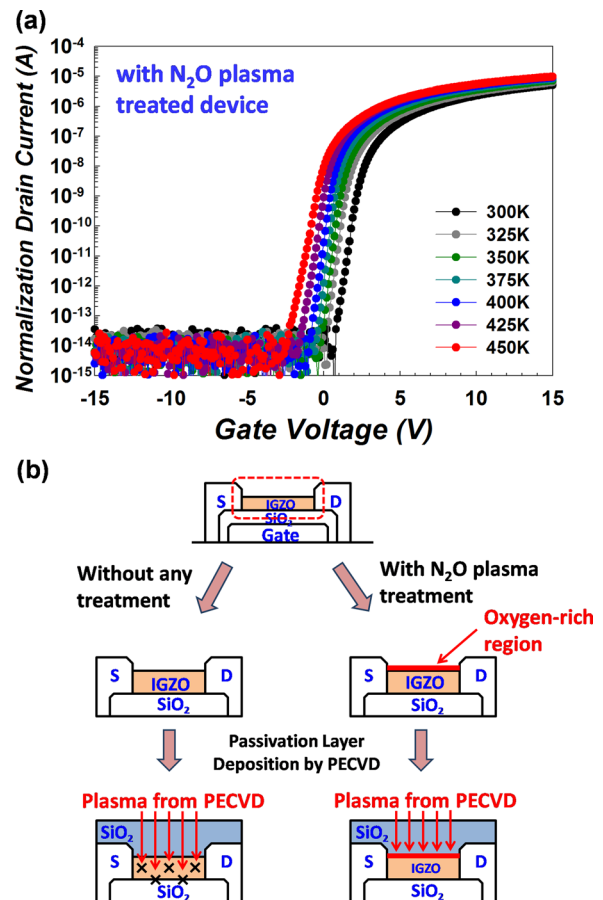 (a)
Normalization Drain Current (A)
10⁻⁴
10⁻⁵
10⁻⁶
10⁻⁷
10⁻⁸
10⁻⁹
10⁻¹⁰
10⁻¹¹
10⁻¹²
10⁻¹³
10⁻¹⁴
10⁻¹⁵
with N₂O plasma
treated device
300K
325K
350K
375K
400K
425K
450K
-15 -10 -5 0 5 10 15
Gate Voltage (V)
(b)
S IGZO D
SiO₂
Gate
Without any
treatment
With N₂O plasma
treatment
Oxygen-rich
region
S IGZO D
SiO₂
S IGZO D
SiO₂
Passivation Layer
Deposition by PECVD
Plasma from PECVD
SiO₂
S D
SiO₂
Plasma from PECVD
SiO₂
S IGZO D
SiO₂